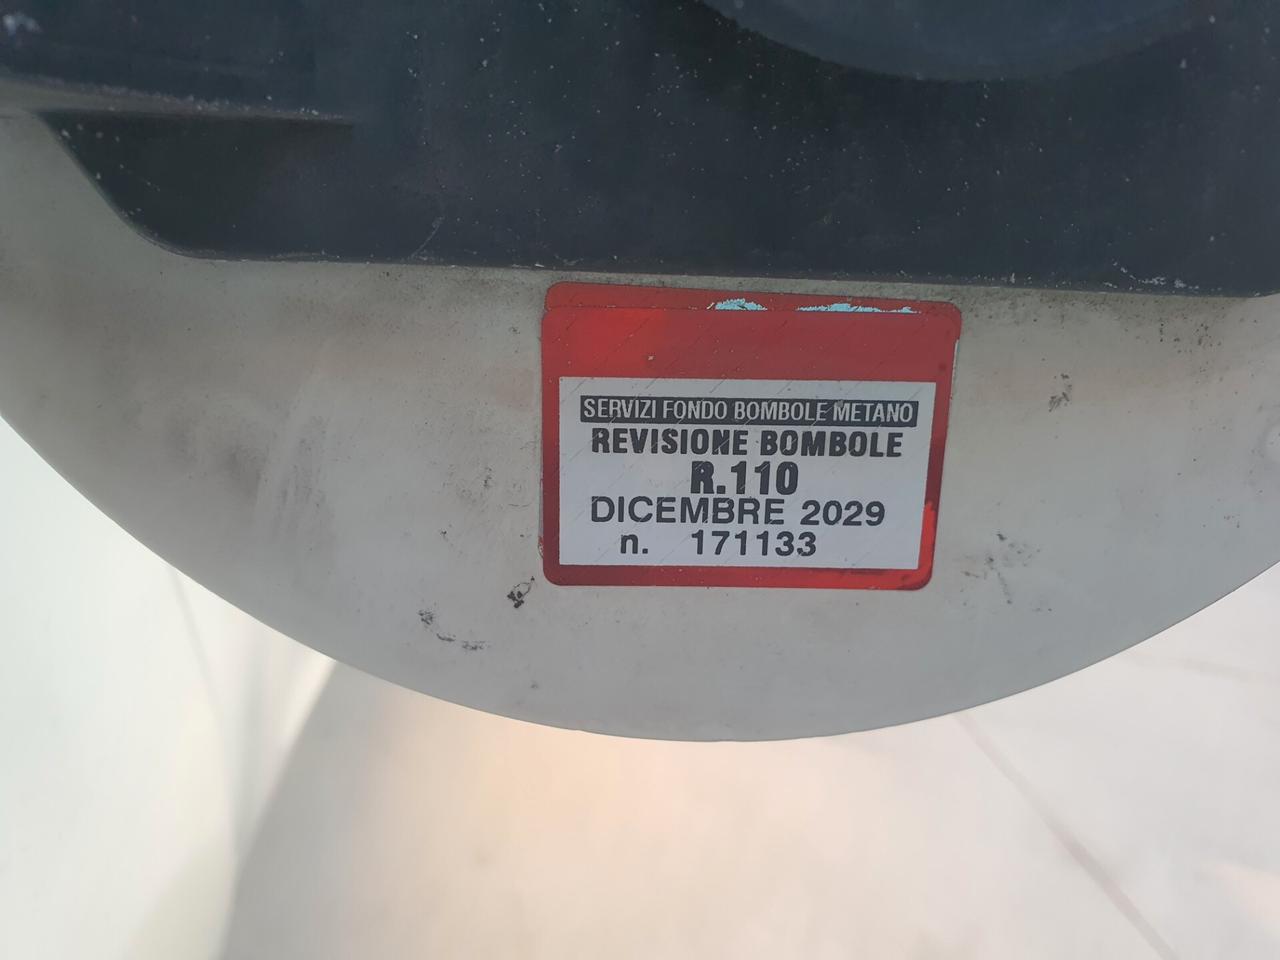 SERVIZI FONDO BOMBOLE METANO
REVISIONE BOMBOLE
R.110
DICEMBRE 2029
n. 171133